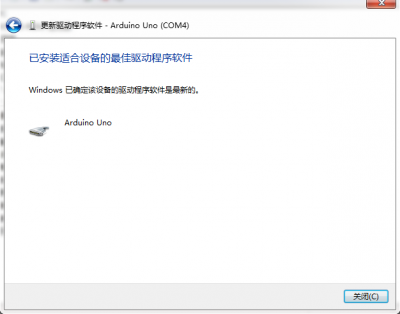 更新驱动程序软件 - Arduino Uno (COM4)
已安装适合设备的最佳驱动程序软件
Windows 已确定该设备的驱动程序软件是最新的。
Arduino Uno
关闭(C)